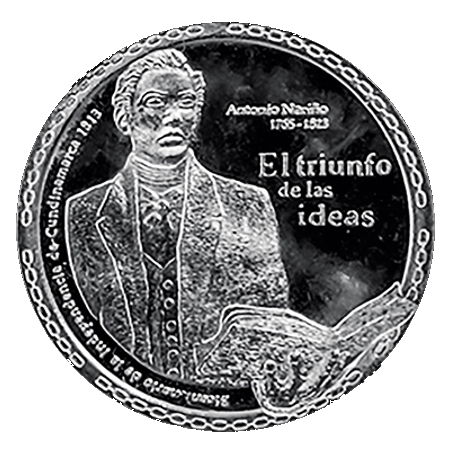 Antonio Nariño
1765 - 1823
El triunfo
de las
ideas
Bicentenario de la Independencia de Cundinamarca 1813